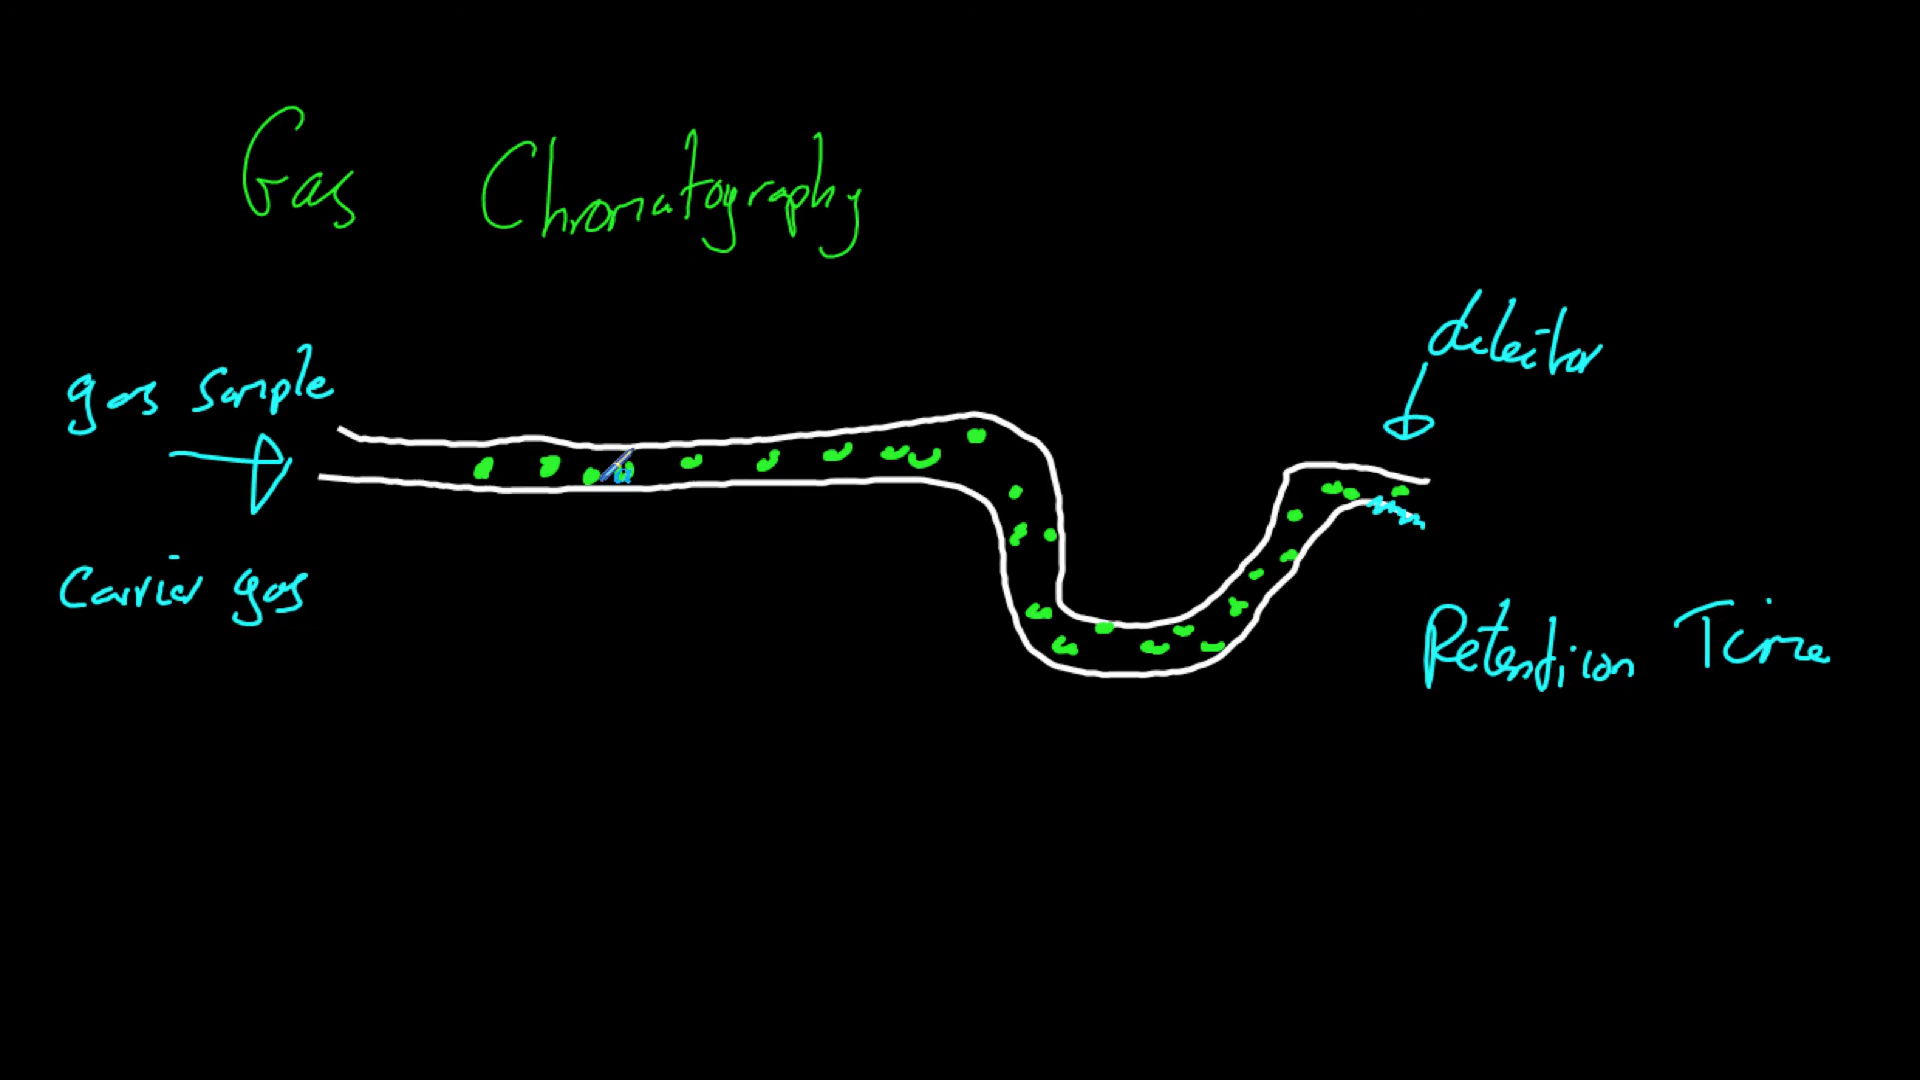 Gas Chromatography
detector
gas sample
Carrier gas
Retention Time